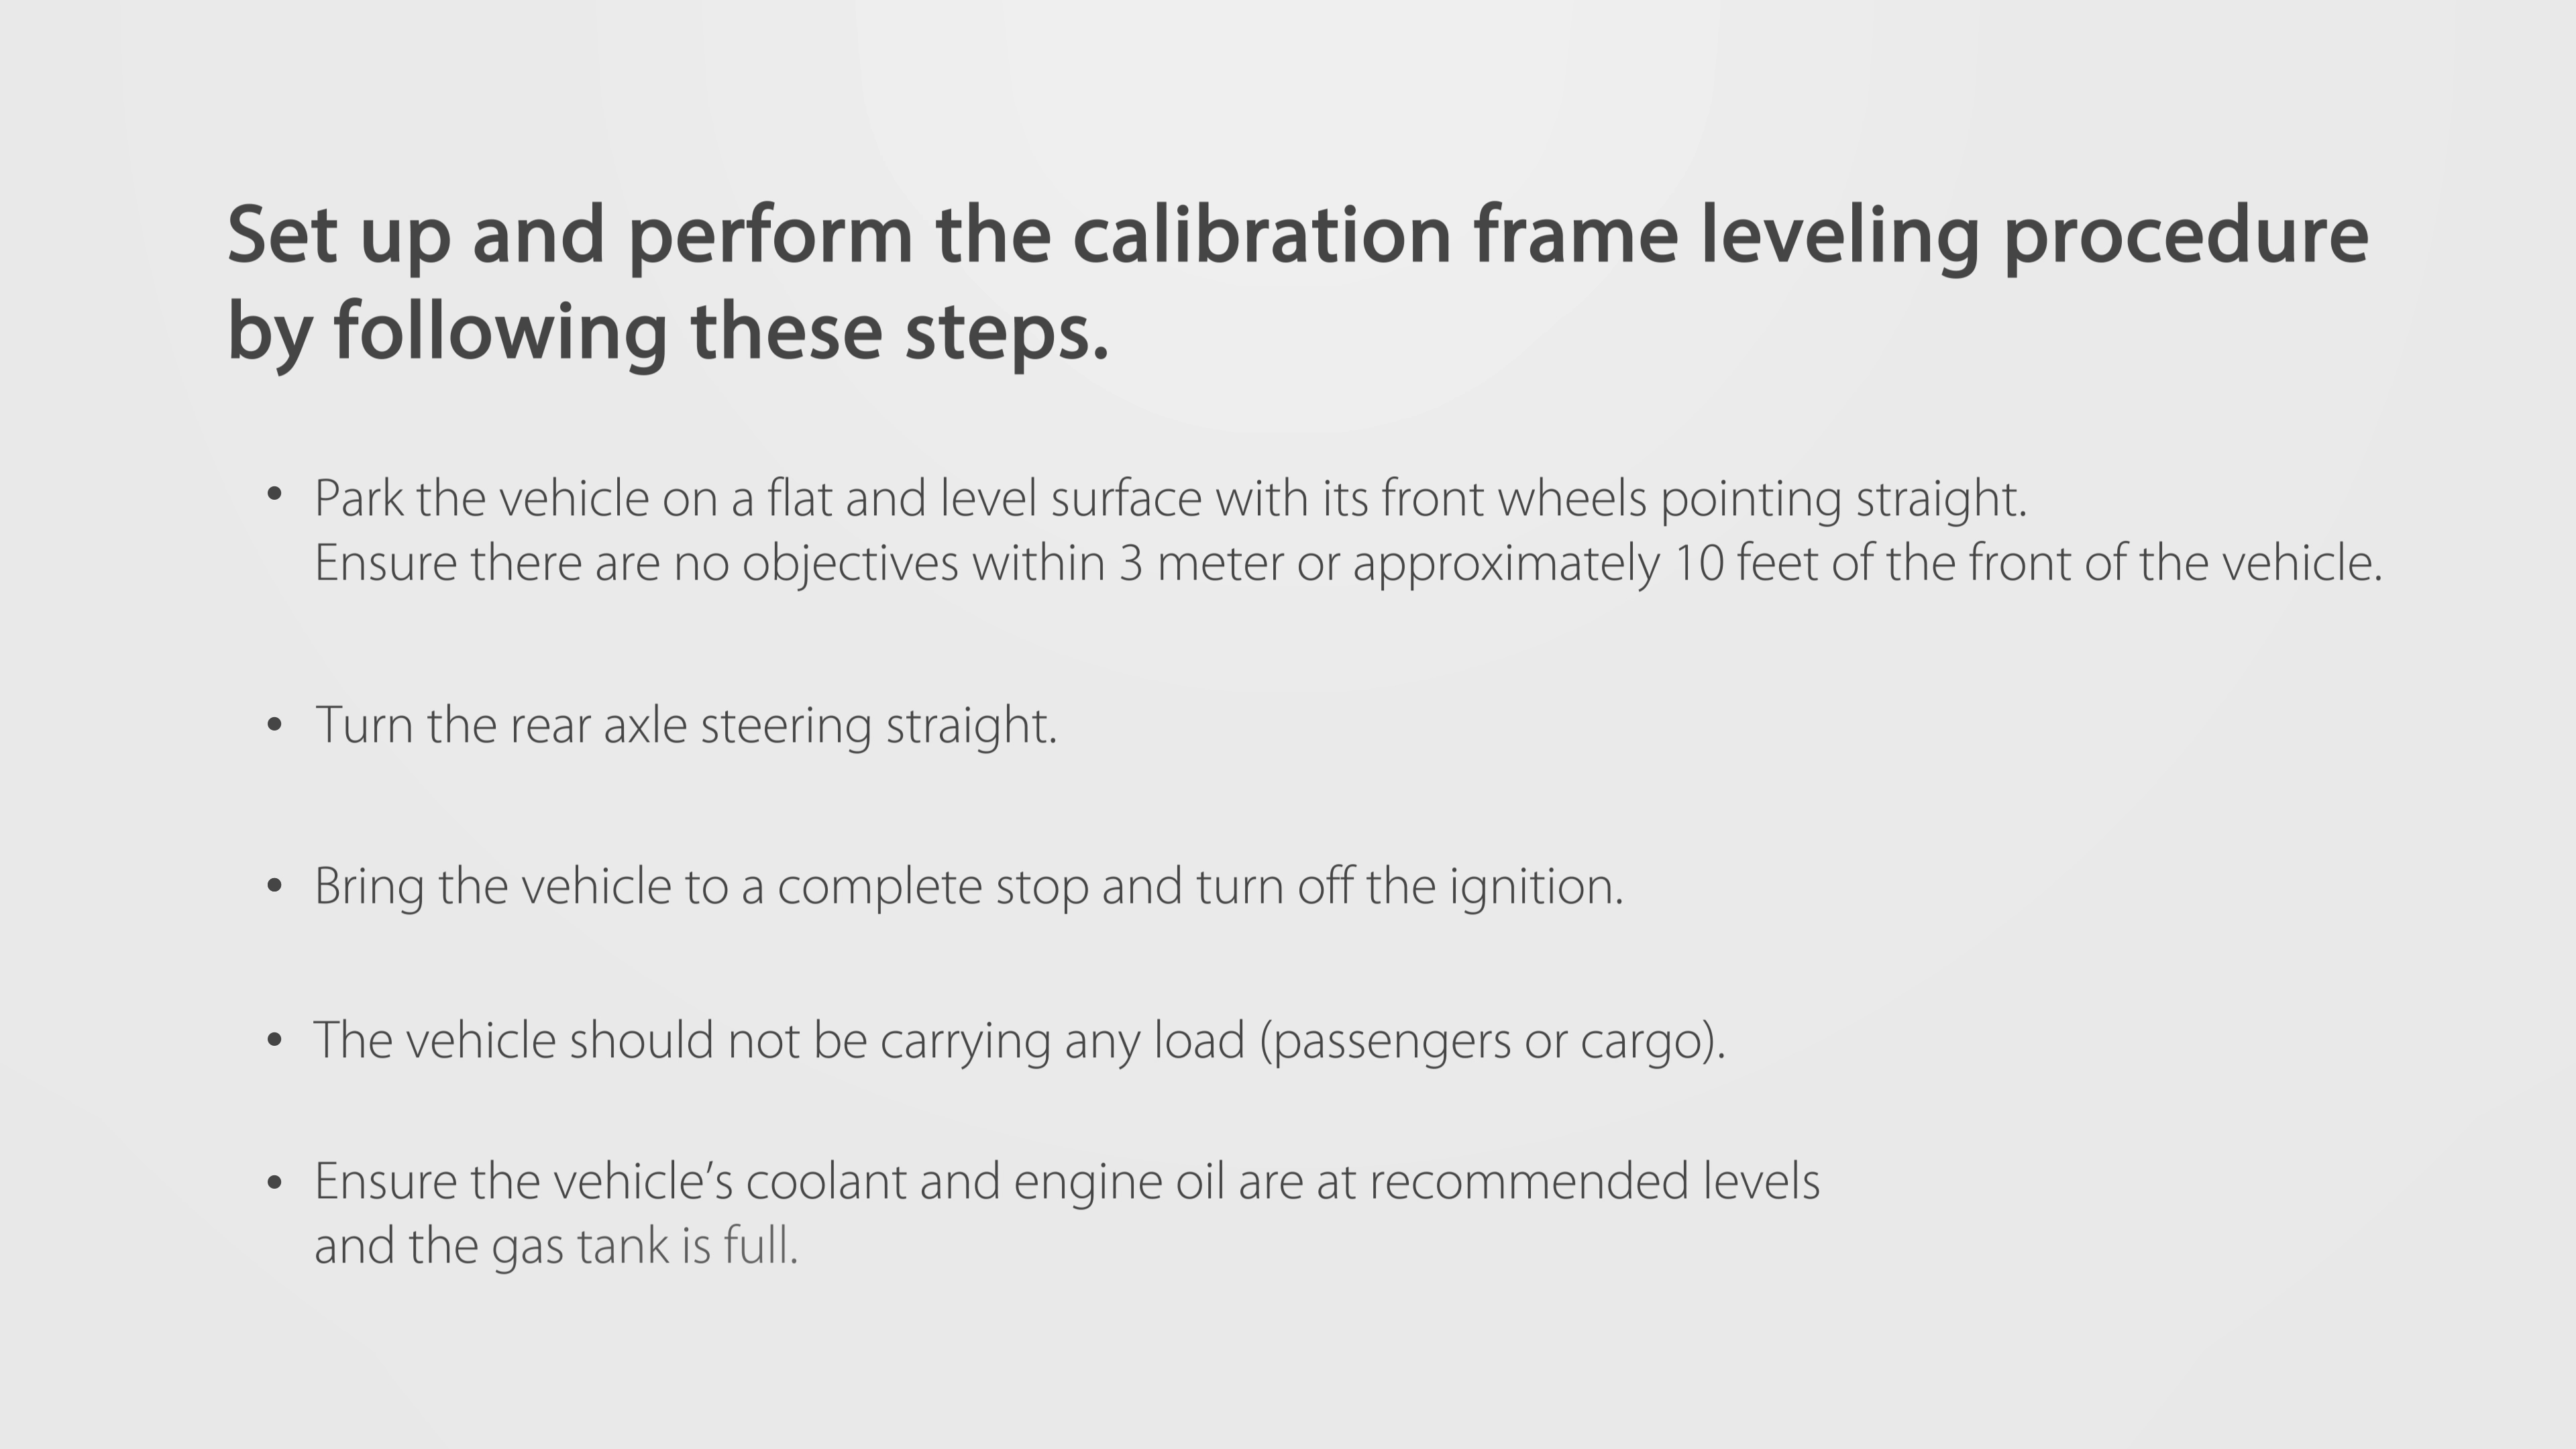 Set up and perform the calibration frame leveling procedure
by following these steps.
• Park the vehicle on a flat and level surface with its front wheels pointing straight.
Ensure there are no objectives within 3 meter or approximately 10 feet of the front of the vehicle.
• Turn the rear axle steering straight.
• Bring the vehicle to a complete stop and turn off the ignition.
• The vehicle should not be carrying any load (passengers or cargo).
• Ensure the vehicle’s coolant and engine oil are at recommended levels
and the gas tank is full.